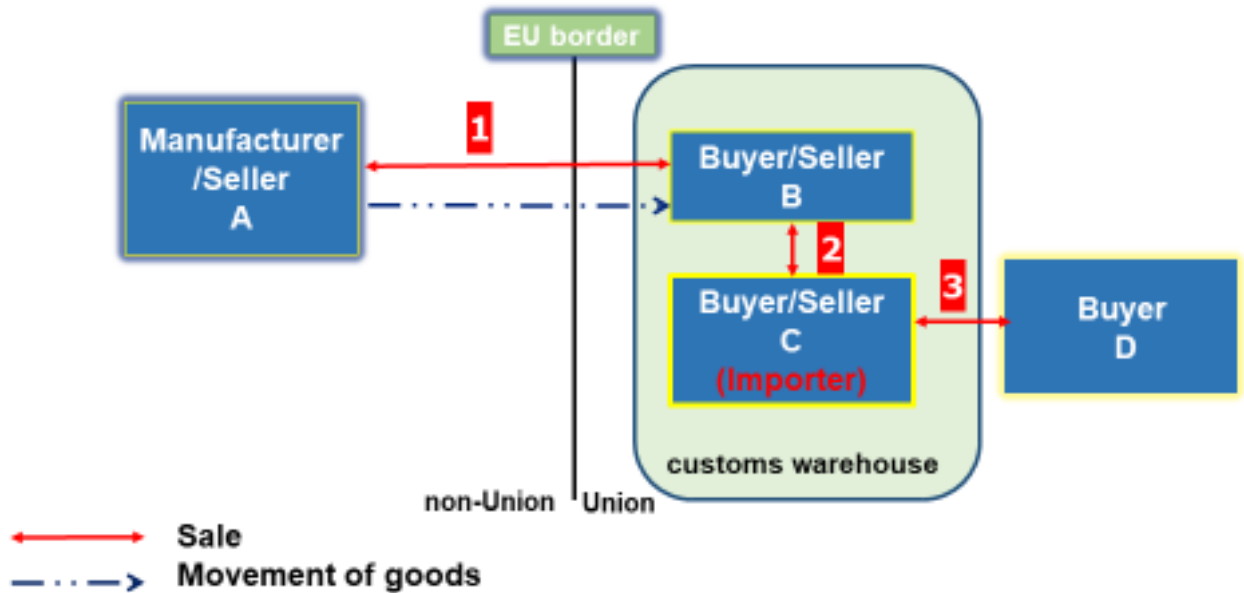 EU border
Manufacturer
/Seller
A
1
Buyer/Seller
B
2
Buyer/Seller
C
(Importer)
3
Buyer
D
customs warehouse
non-Union
Union
Sale
Movement of goods